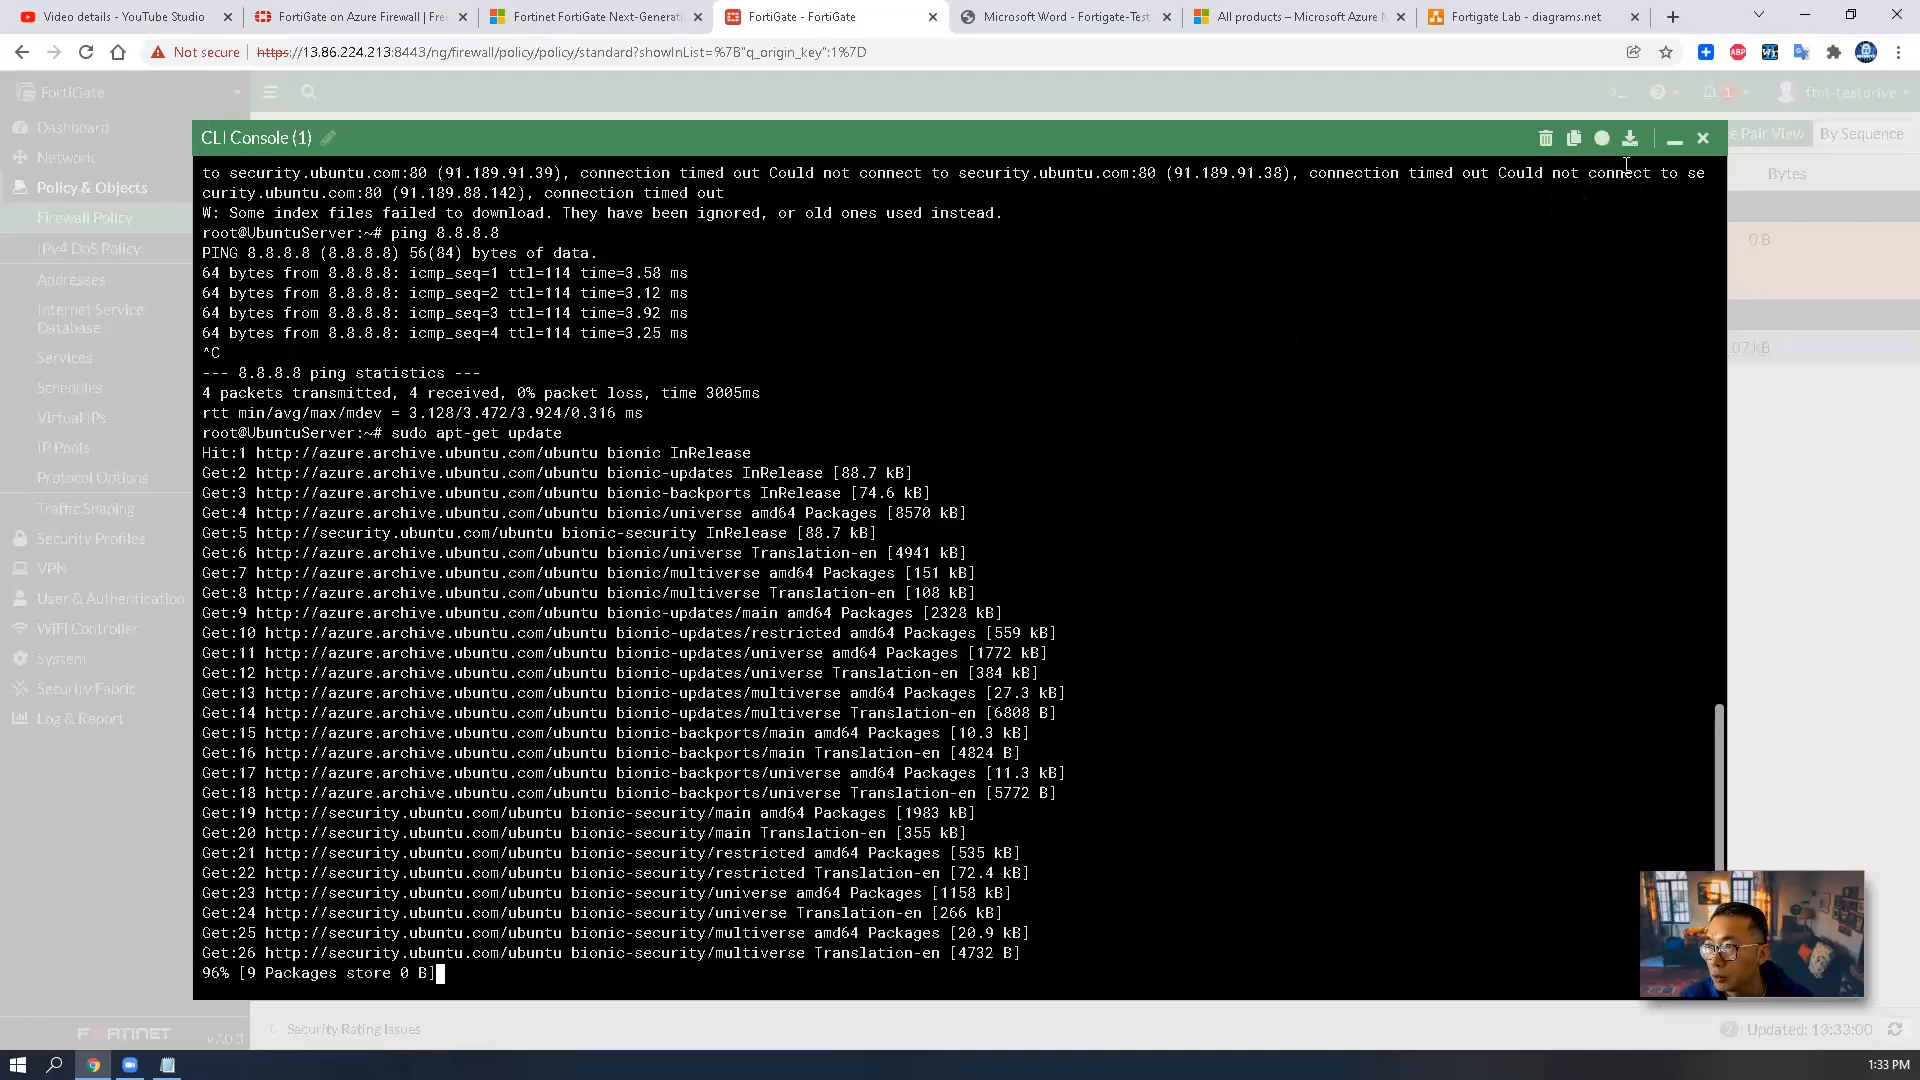 Video details - YouTube Studio
FortiGate on Azure Firewall | Fre
Fortinet FortiGate Next-Generati
FortiGate - FortiGate
Microsoft Word - Fortigate-Test
All products – Microsoft Azure
Fortigate Lab - diagrams.net
Not secure
https://13.86.224.213:8443/ng/firewall/policy/policy/standard?showInList=%7B"q_origin_key":1%7D
FortiGate
ftnt-testdrive
Dashboard
Network
Policy & Objects
Firewall Policy
IPv4 DoS Policy
Addresses
Internet Service
Database
Services
Schedules
Virtual IPs
IP Pools
Protocol Options
Traffic Shaping
Security Profiles
VPN
User & Authentication
WiFi Controller
System
Security Fabric
Log & Report
FORTINET
v7.0.3
CLI Console (1)
to security.ubuntu.com:80 (91.189.91.39), connection timed out Could not connect to security.ubuntu.com:80 (91.189.91.38), connection timed out Could not connect to se
curity.ubuntu.com:80 (91.189.88.142), connection timed out
W: Some index files failed to download. They have been ignored, or old ones used instead.
root@UbuntuServer:~# ping 8.8.8.8
PING 8.8.8.8 (8.8.8.8) 56(84) bytes of data.
64 bytes from 8.8.8.8: icmp_seq=1 ttl=114 time=3.58 ms
64 bytes from 8.8.8.8: icmp_seq=2 ttl=114 time=3.12 ms
64 bytes from 8.8.8.8: icmp_seq=3 ttl=114 time=3.92 ms
64 bytes from 8.8.8.8: icmp_seq=4 ttl=114 time=3.25 ms
^C
--- 8.8.8.8 ping statistics ---
4 packets transmitted, 4 received, 0% packet loss, time 3005ms
rtt min/avg/max/mdev = 3.128/3.472/3.924/0.316 ms
root@UbuntuServer:~# sudo apt-get update
Hit:1 http://azure.archive.ubuntu.com/ubuntu bionic InRelease
Get:2 http://azure.archive.ubuntu.com/ubuntu bionic-updates InRelease [88.7 kB]
Get:3 http://azure.archive.ubuntu.com/ubuntu bionic-backports InRelease [74.6 kB]
Get:4 http://azure.archive.ubuntu.com/ubuntu bionic/universe amd64 Packages [8570 kB]
Get:5 http://security.ubuntu.com/ubuntu bionic-security InRelease [88.7 kB]
Get:6 http://azure.archive.ubuntu.com/ubuntu bionic/universe Translation-en [4941 kB]
Get:7 http://azure.archive.ubuntu.com/ubuntu bionic/multiverse amd64 Packages [151 kB]
Get:8 http://azure.archive.ubuntu.com/ubuntu bionic/multiverse Translation-en [108 kB]
Get:9 http://azure.archive.ubuntu.com/ubuntu bionic-updates/main amd64 Packages [2328 kB]
Get:10 http://azure.archive.ubuntu.com/ubuntu bionic-updates/restricted amd64 Packages [559 kB]
Get:11 http://azure.archive.ubuntu.com/ubuntu bionic-updates/universe amd64 Packages [1772 kB]
Get:12 http://azure.archive.ubuntu.com/ubuntu bionic-updates/universe Translation-en [384 kB]
Get:13 http://azure.archive.ubuntu.com/ubuntu bionic-updates/multiverse amd64 Packages [27.3 kB]
Get:14 http://azure.archive.ubuntu.com/ubuntu bionic-updates/multiverse Translation-en [6808 B]
Get:15 http://azure.archive.ubuntu.com/ubuntu bionic-backports/main amd64 Packages [10.3 kB]
Get:16 http://azure.archive.ubuntu.com/ubuntu bionic-backports/main Translation-en [4824 B]
Get:17 http://azure.archive.ubuntu.com/ubuntu bionic-backports/universe amd64 Packages [11.3 kB]
Get:18 http://azure.archive.ubuntu.com/ubuntu bionic-backports/universe Translation-en [5772 B]
Get:19 http://security.ubuntu.com/ubuntu bionic-security/main amd64 Packages [1983 kB]
Get:20 http://security.ubuntu.com/ubuntu bionic-security/main Translation-en [355 kB]
Get:21 http://security.ubuntu.com/ubuntu bionic-security/restricted amd64 Packages [535 kB]
Get:22 http://security.ubuntu.com/ubuntu bionic-security/restricted Translation-en [72.4 kB]
Get:23 http://security.ubuntu.com/ubuntu bionic-security/universe amd64 Packages [1158 kB]
Get:24 http://security.ubuntu.com/ubuntu bionic-security/universe Translation-en [266 kB]
Get:25 http://security.ubuntu.com/ubuntu bionic-security/multiverse amd64 Packages [20.9 kB]
Get:26 http://security.ubuntu.com/ubuntu bionic-security/multiverse Translation-en [4732 B]
96% [9 Packages store 0 B]
e Pair View
By Sequence
Bytes
0 B
07 kB
0 Security Rating Issues
2 Updated: 13:33:00
1:33 PM